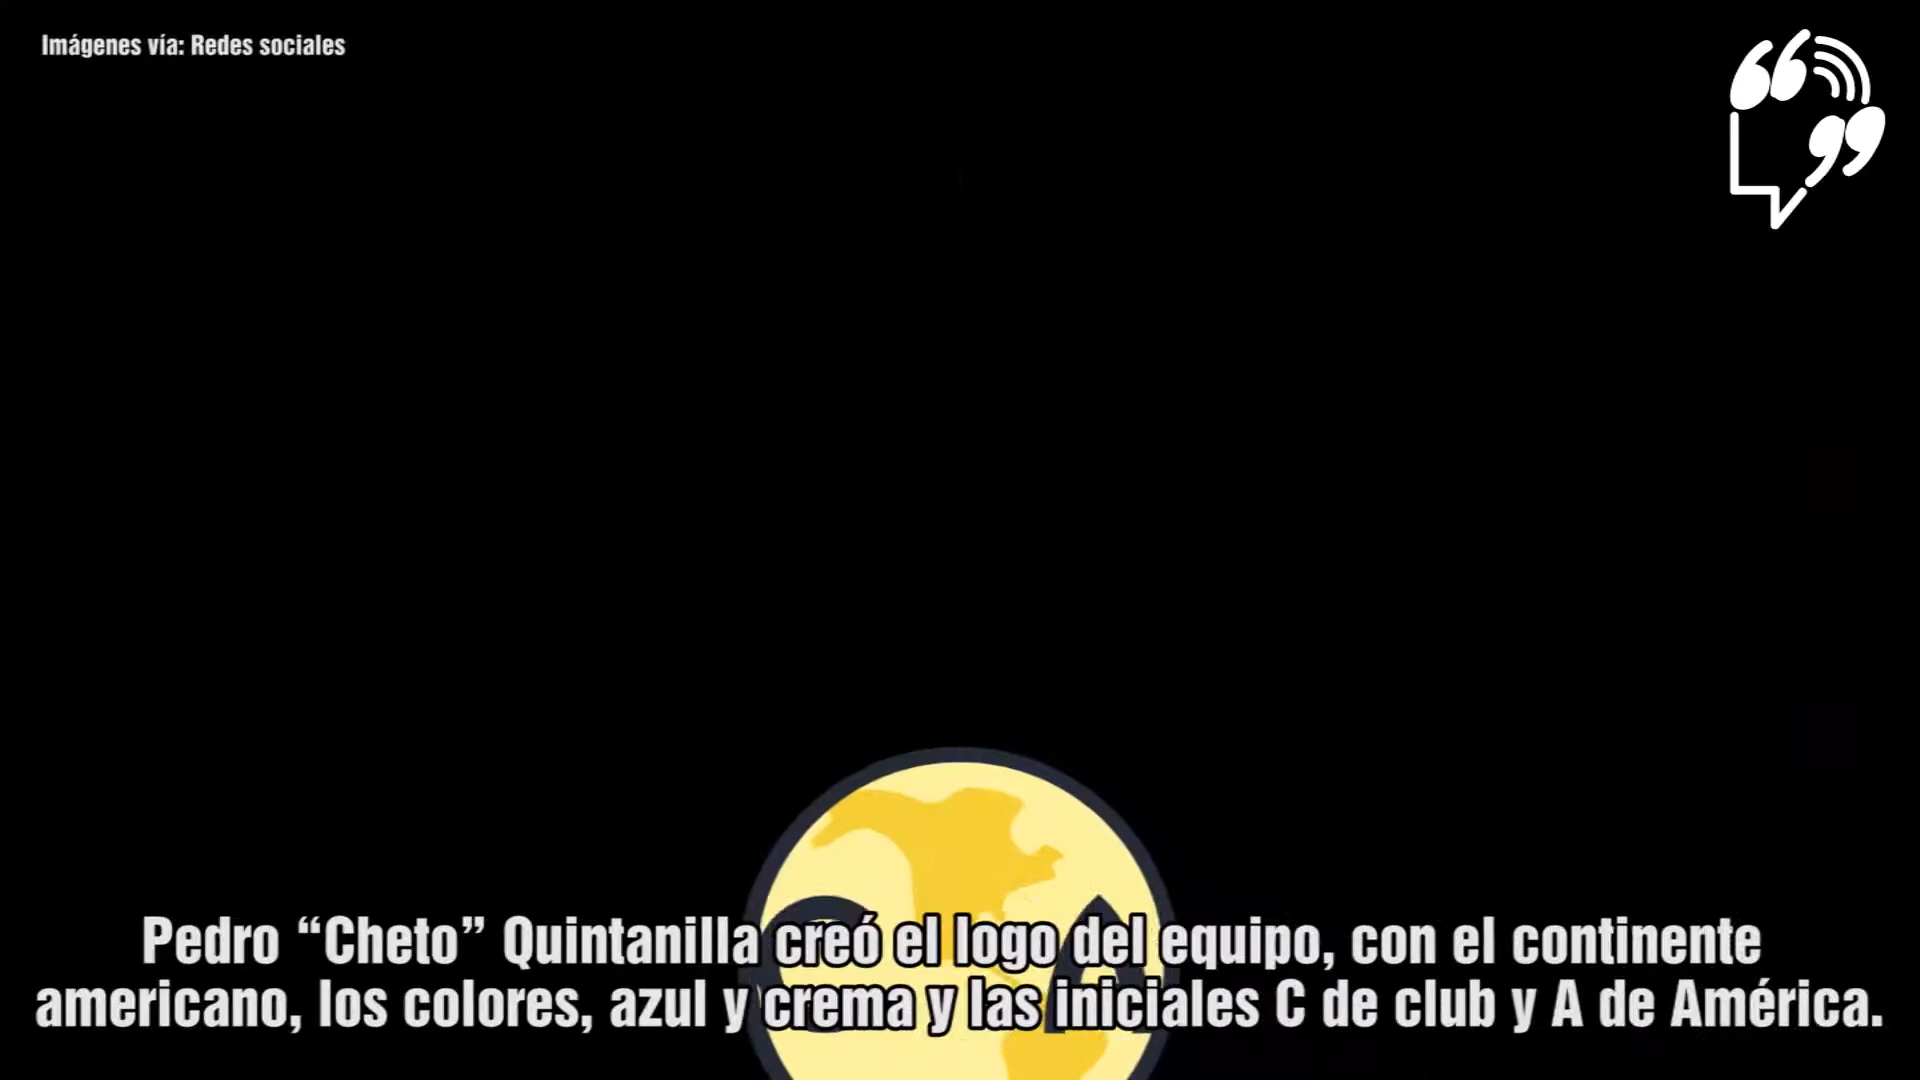 Imágenes vía: Redes sociales
Pedro “Cheto” Quintanilla creó el logo del equipo, con el continente
americano, los colores, azul y crema y las iniciales C de club y A de América.
C A